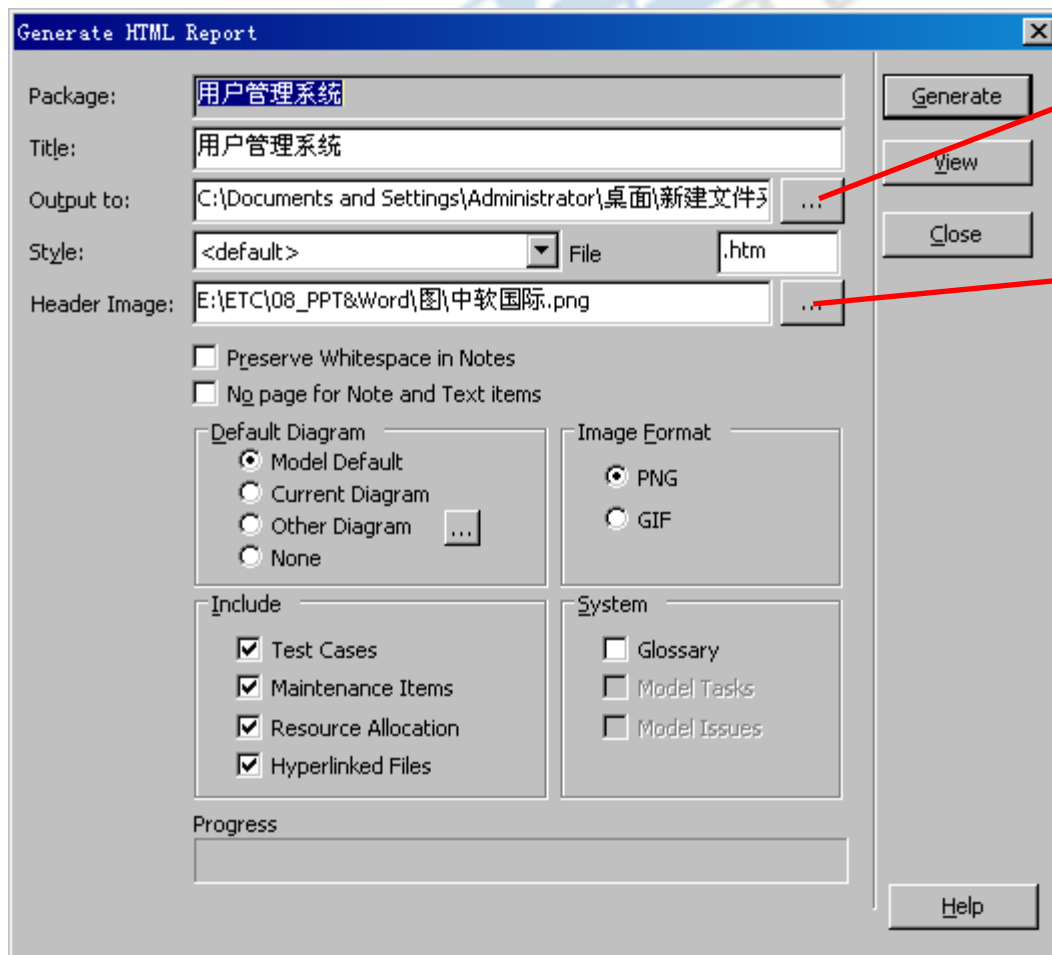 Generate HTML Report
Package: 用户管理系统
Generate
Title: 用户管理系统
View
Output to: C:\Documents and Settings\Administrator\桌面\新建文件 ...
Style: <default> File .htm
Close
Header Image: E:\ETC\08_PPT&Word\图\中软国际.png ...
Preserve Whitespace in Notes
No page for Note and Text items
Default Diagram
Model Default
Current Diagram
Other Diagram ...
None
Image Format
PNG
GIF
Include
Test Cases
Maintenance Items
Resource Allocation
Hyperlinked Files
System
Glossary
Model Tasks
Model Issues
Progress
Help